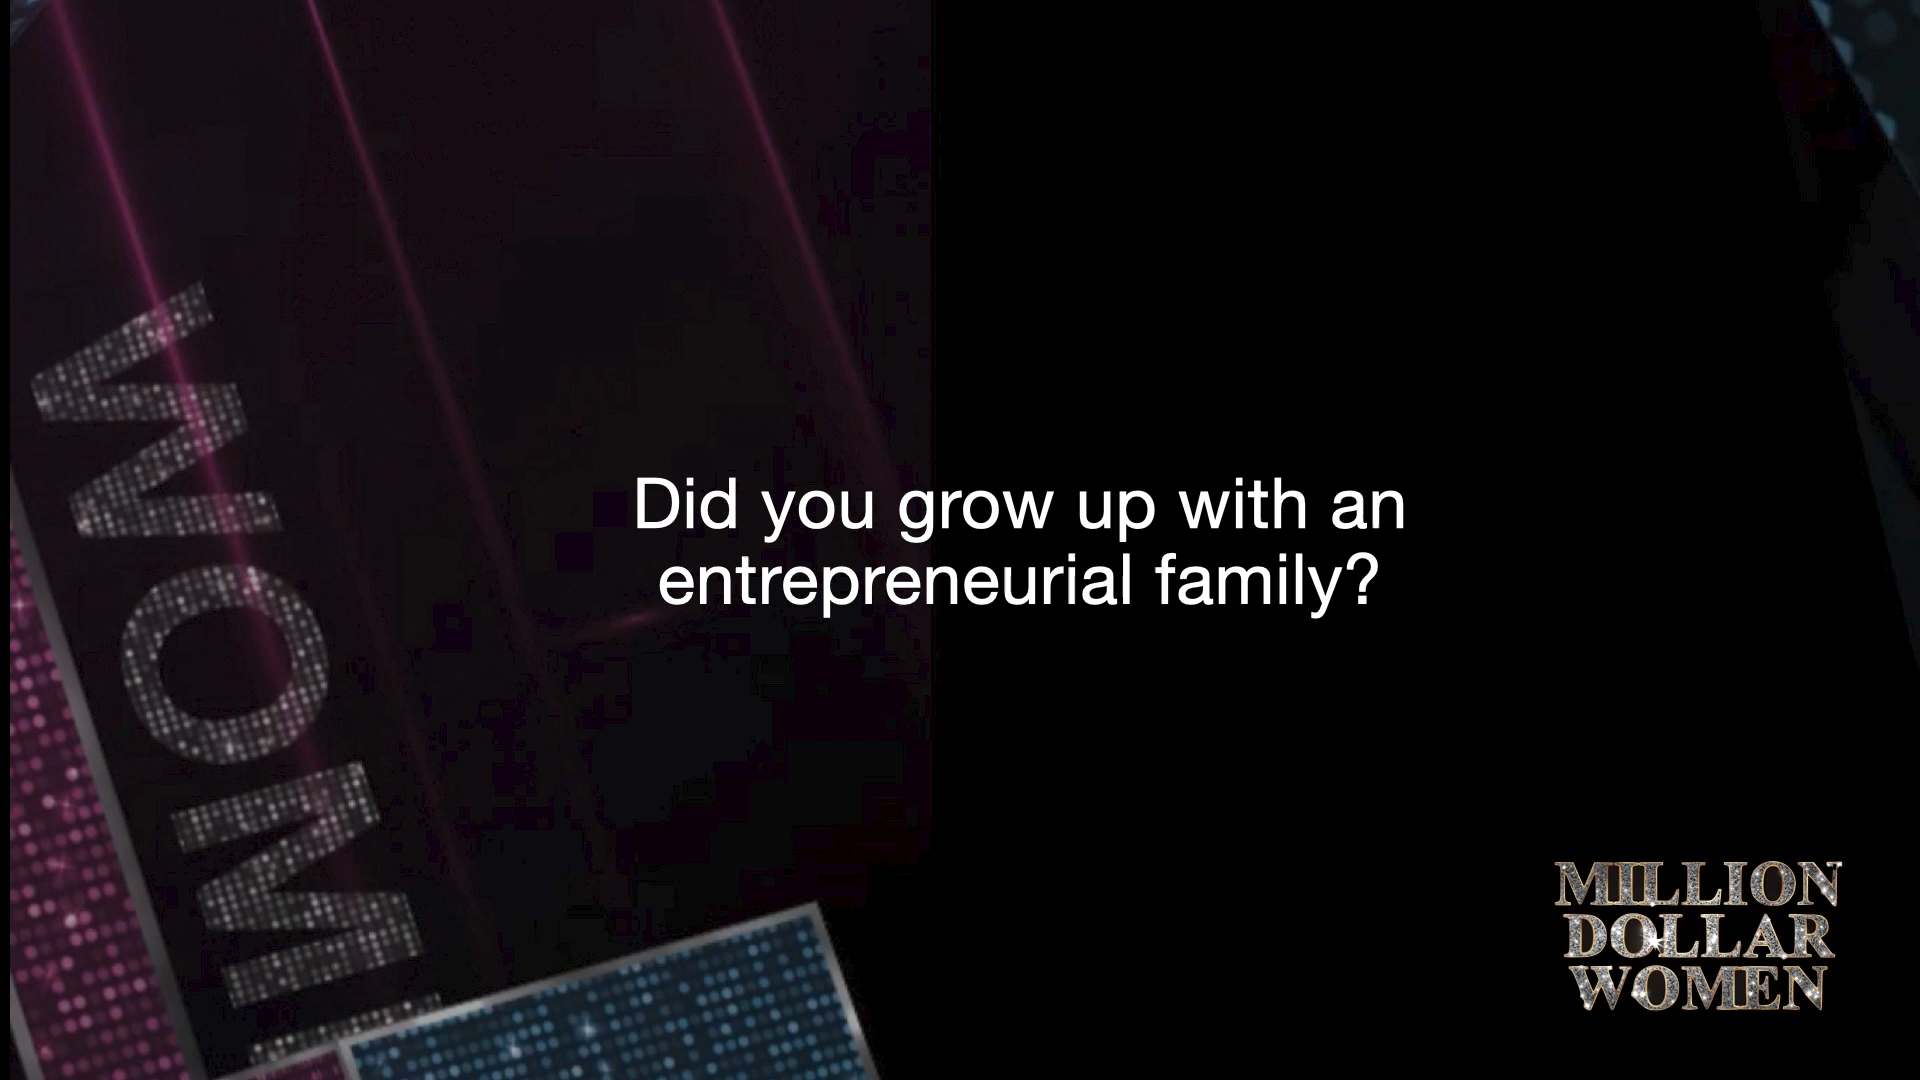 Did you grow up with an
entrepreneurial family?
WOM
MILLION
DOLLAR
WOMEN